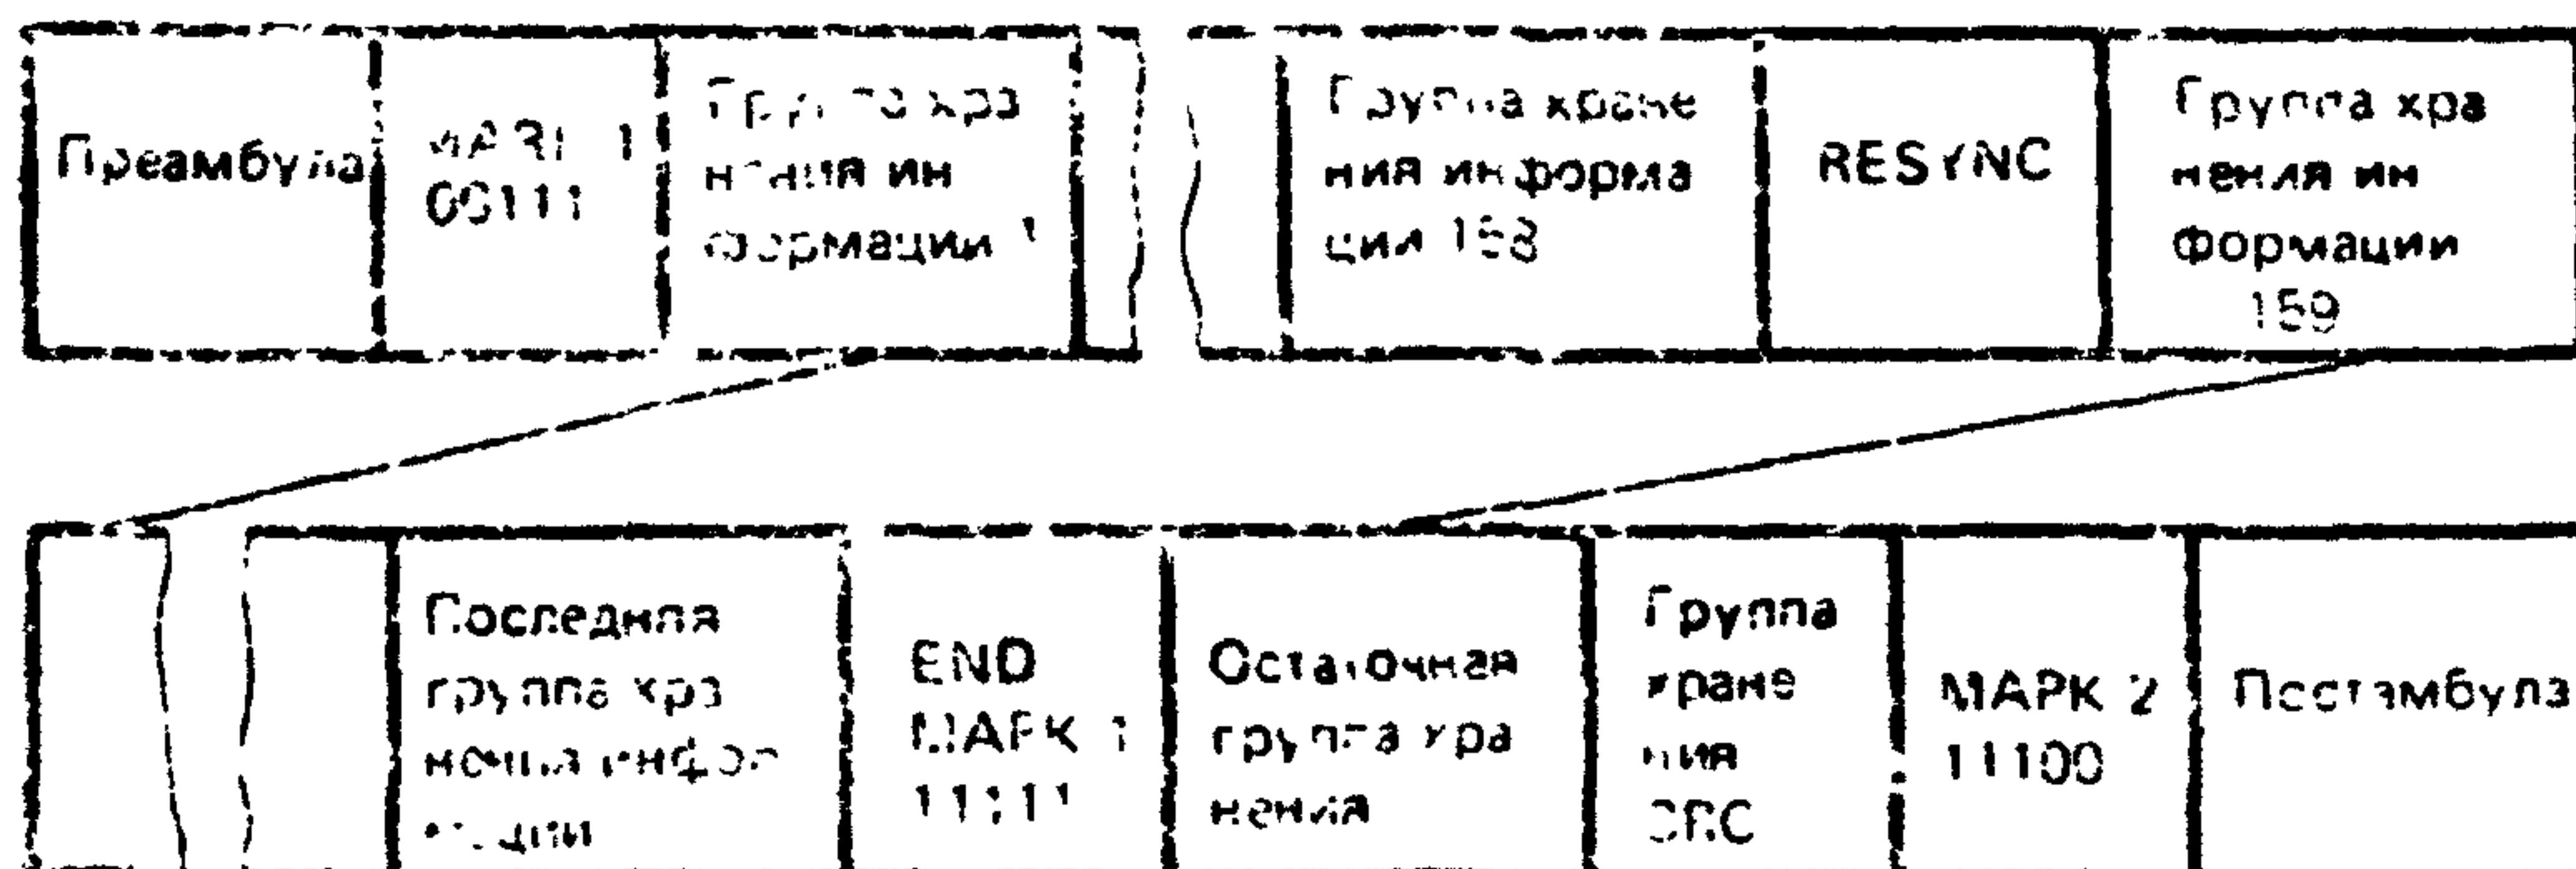 Преамбула
МАРК 1
00111
Группа хра
нения ин
формации 1
Группа хране
ния информа
ции 158
RESYNC
Группа хра
нения ин
формации
159
Последняя
группа хра
нения инфор
мации
END
МАРК 1
11111
Остаточная
группа хра
нения
Группа
хране
ния
CRC
МАРК 2
11100
Постамбула